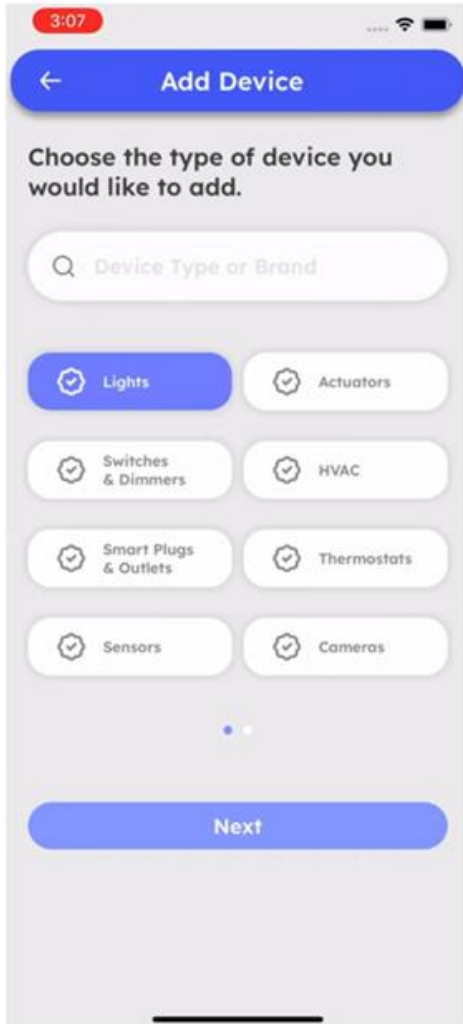 3:07
Add Device
Choose the type of device you
would like to add.
Device Type or Brand
Lights
Actuators
Switches
& Dimmers
HVAC
Smart Plugs
& Outlets
Thermostats
Sensors
Cameras
Next